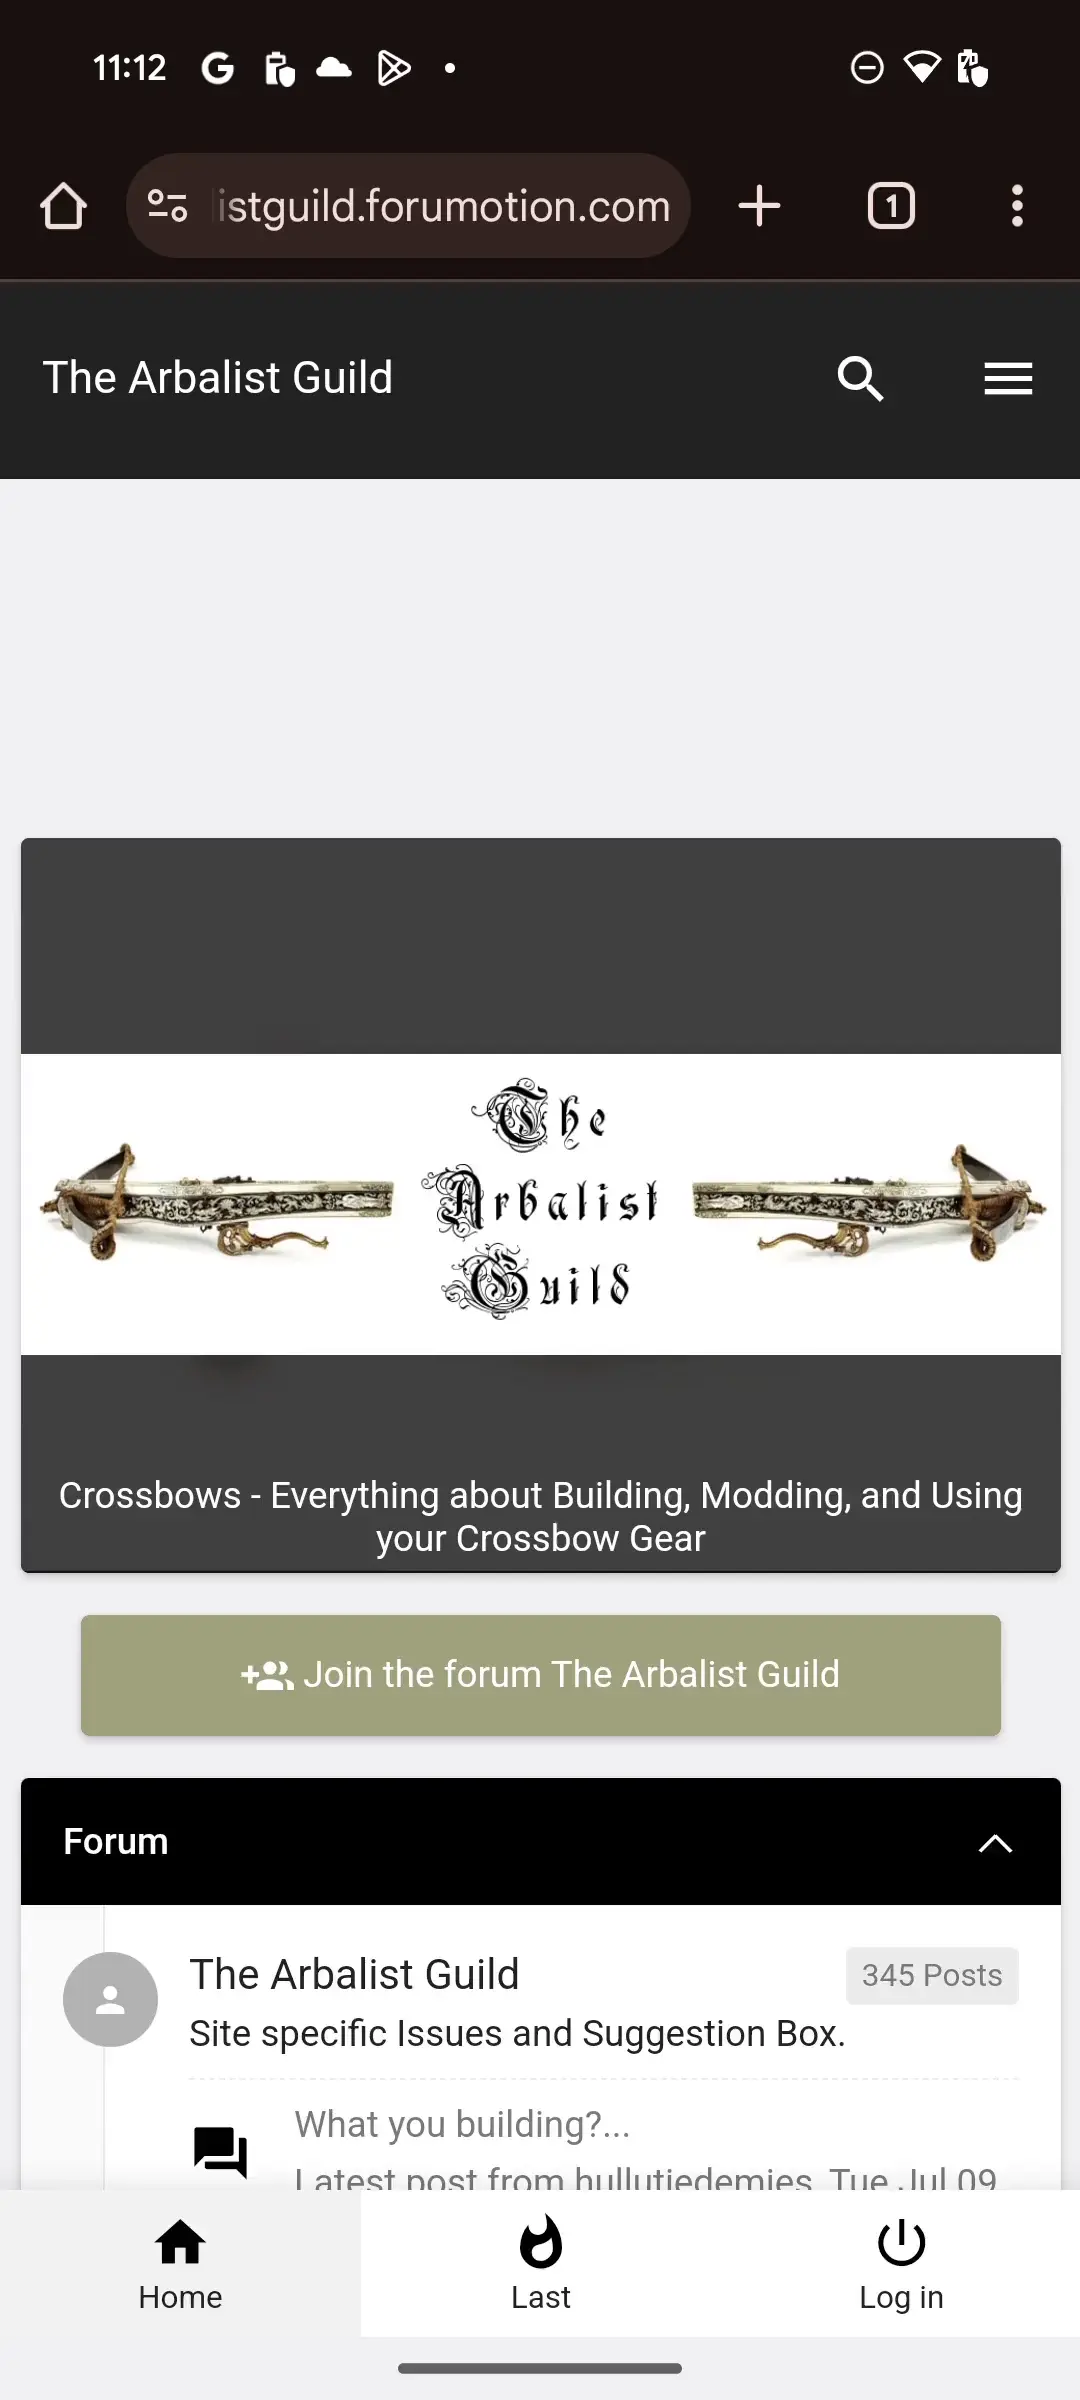 11:12
istguild.forumotion.com
1
The Arbalist Guild
The
Arbalist
Guild
Crossbows - Everything about Building, Modding, and Using
your Crossbow Gear
Join the forum The Arbalist Guild
Forum
The Arbalist Guild
345 Posts
Site specific Issues and Suggestion Box.
What you building?...
Latest post from hullutiedemies, Tue Jul 09
Home
Last
Log in